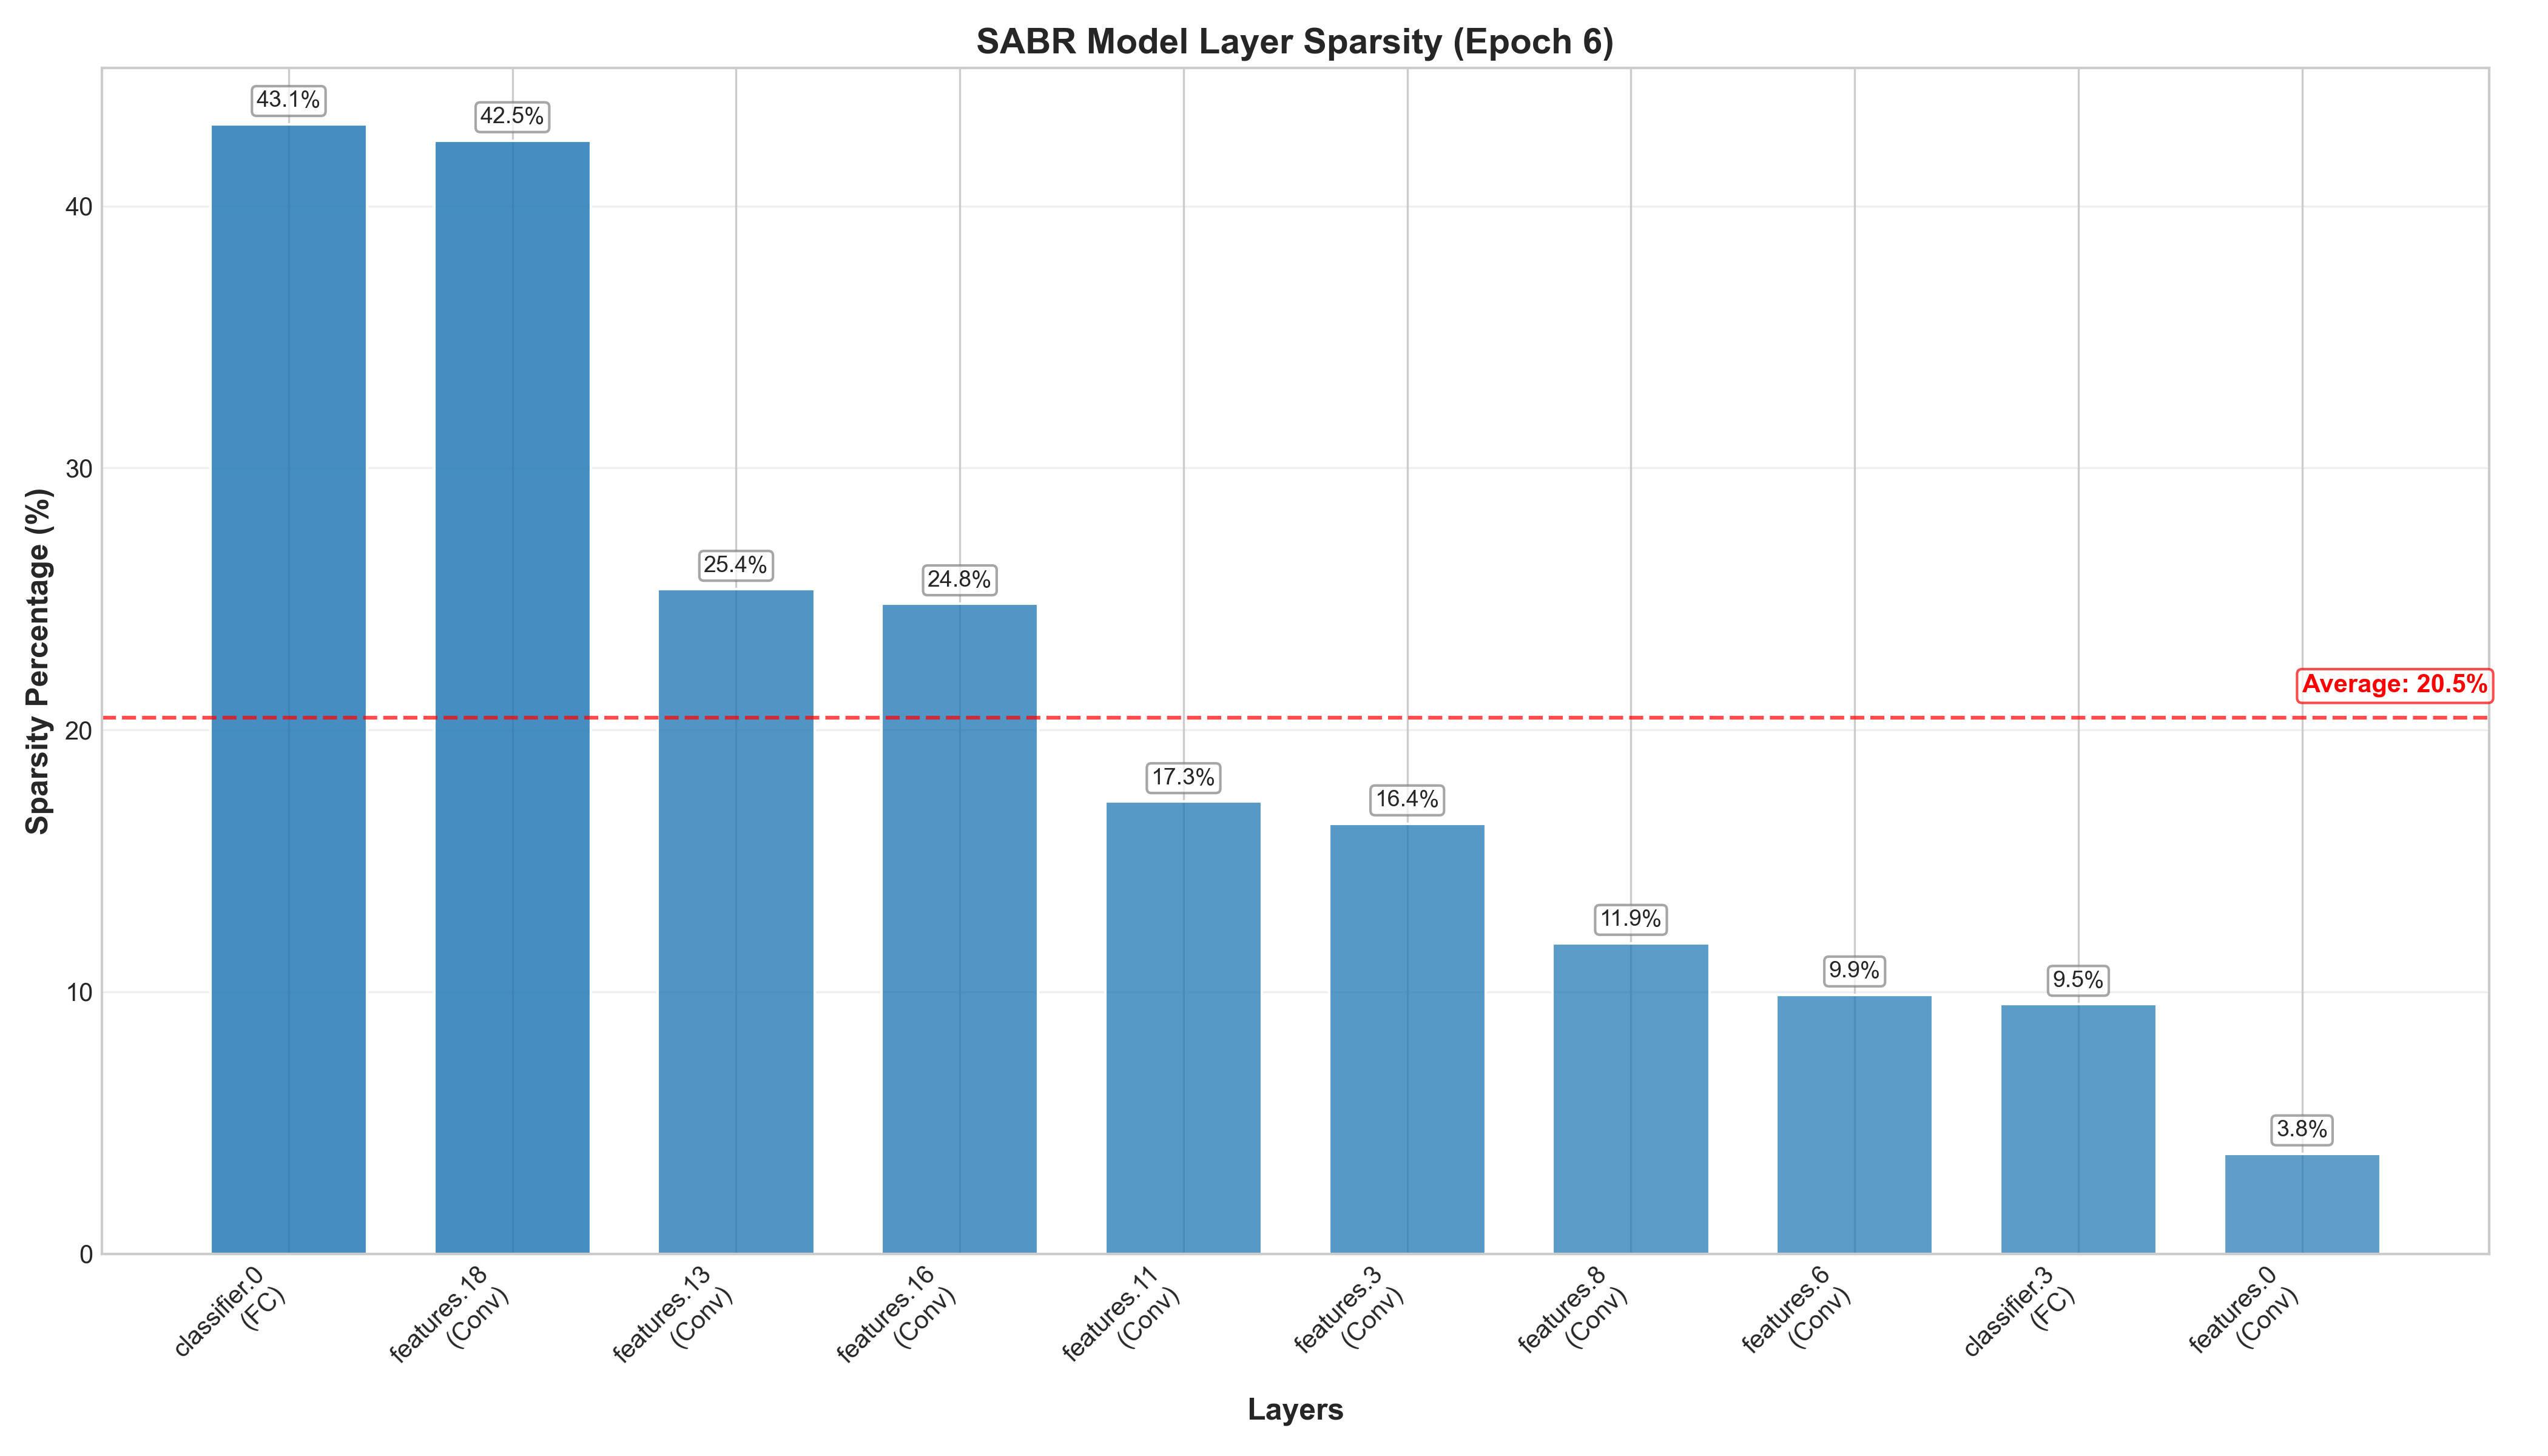 SABR Model Layer Sparsity (Epoch 6)
Sparsity Percentage (%)
40
30
20
10
0
43.1%
42.5%
25.4%
24.8%
17.3%
16.4%
11.9%
9.9%
9.5%
3.8%
Average: 20.5%
classifier.0
(FC)
features.18
(Conv)
features.13
(Conv)
features.16
(Conv)
features.11
(Conv)
features.3
(Conv)
features.8
(Conv)
features.6
(Conv)
classifier.3
(FC)
features.0
(Conv)
Layers